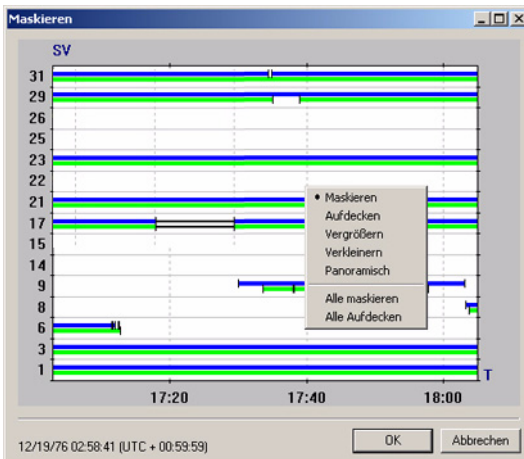 Maskieren
SV
31
29
26
25
23
22
21
17
15
14
9
8
6
3
1
Maskieren
Aufdecken
Vergrößern
Verkleinern
Panoramisch
Alle maskieren
Alle Aufdecken
T
17:20 17:40 18:00
12/19/76 02:58:41 (UTC + 00:59:59)
OK Abbrechen